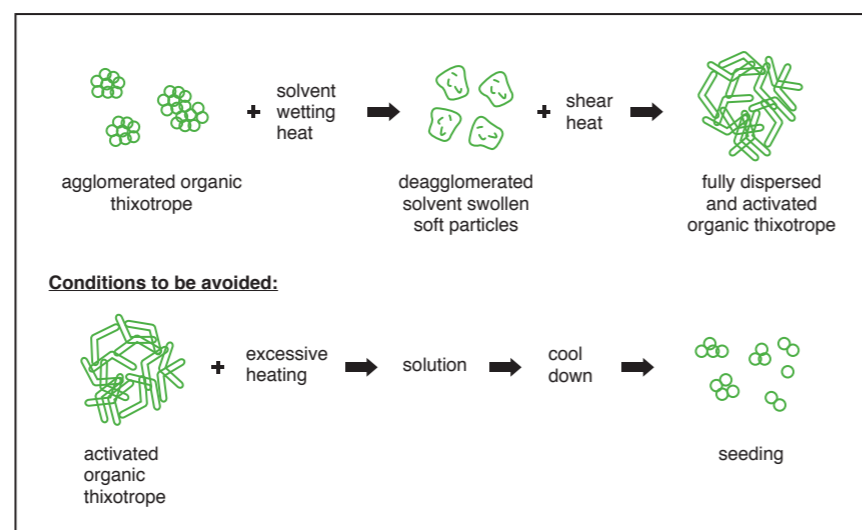 +
solvent
wetting
heat
+
shear
heat
agglomerated organic
thixotrope
deagglomerated
solvent swollen
soft particles
fully dispersed
and activated
organic thixotrope
Conditions to be avoided:
+
excessive
heating
solution
cool
down
activated
organic
thixotrope
seeding